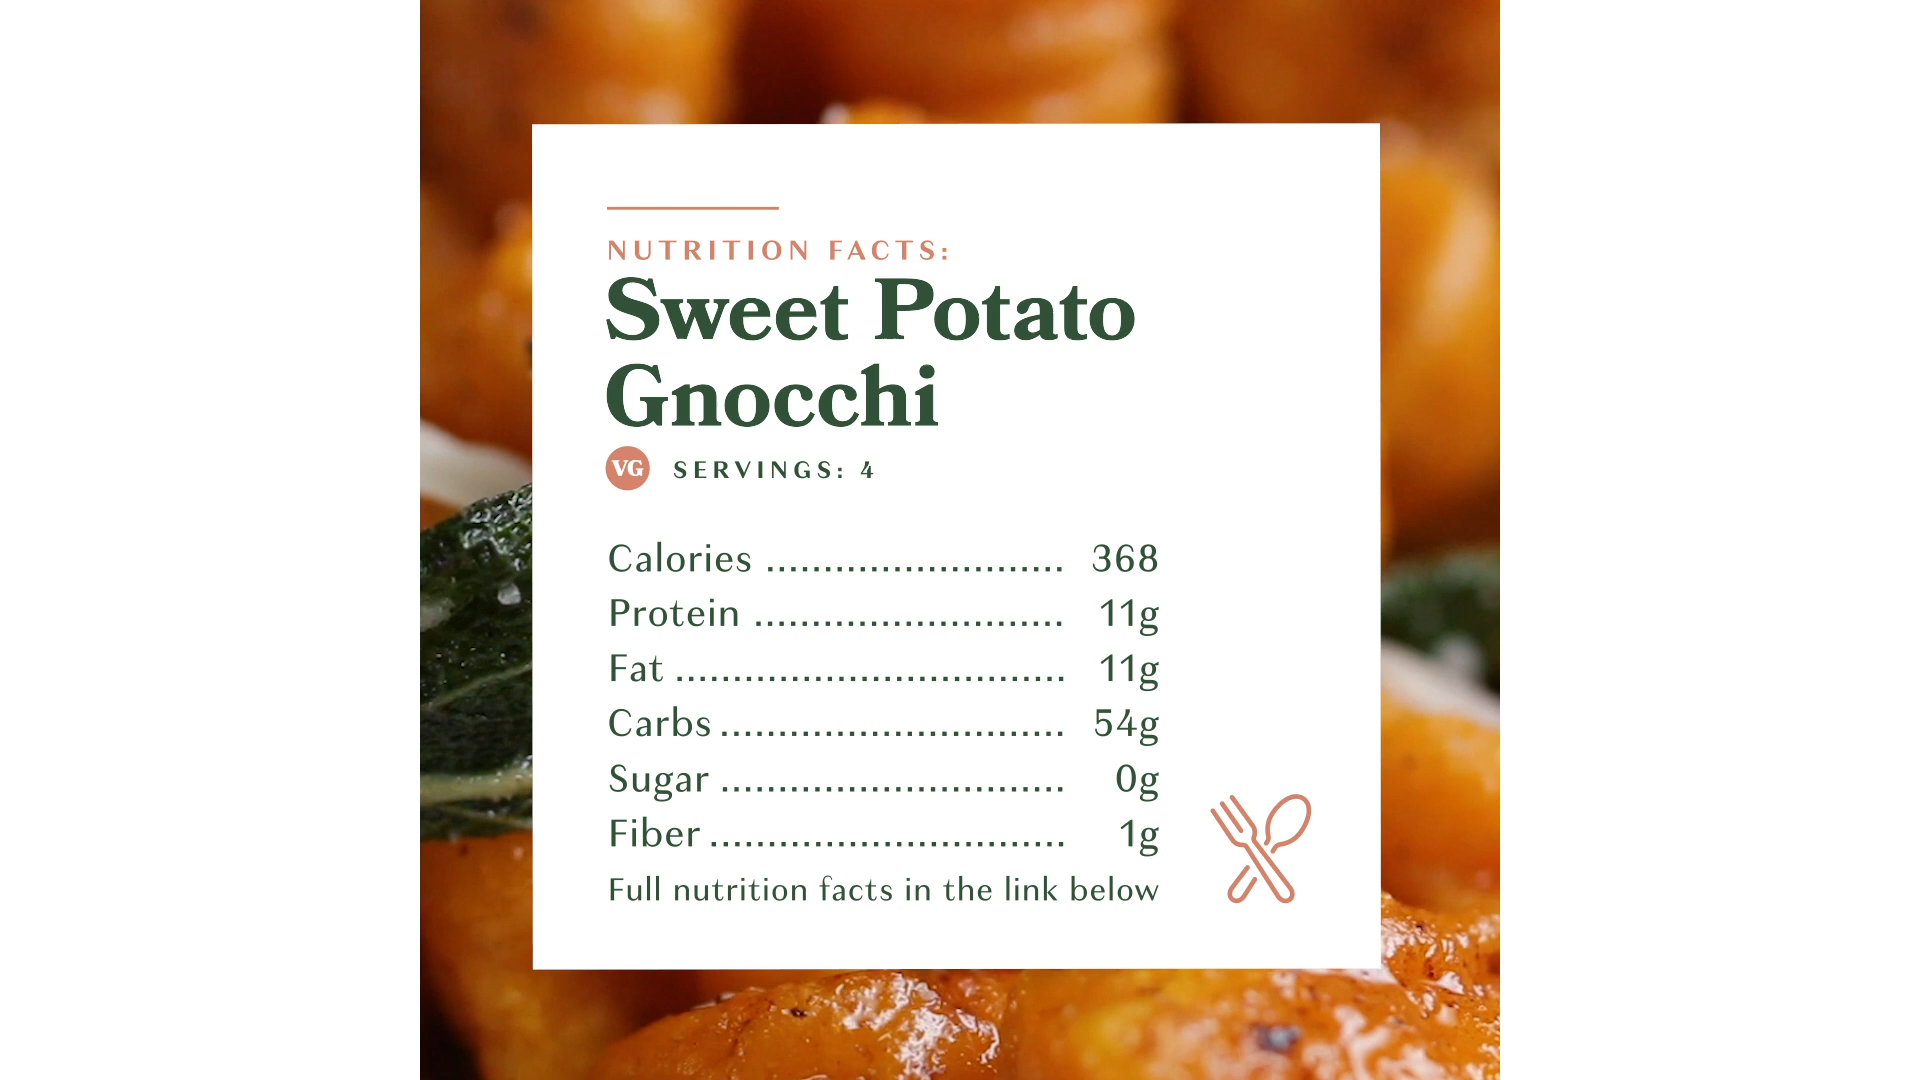 NUTRITION FACTS:
Sweet Potato
Gnocchi
VG SERVINGS: 4
Calories .......................... 368
Protein ........................... 11g
Fat .................................. 11g
Carbs .............................. 54g
Sugar .............................. 0g
Fiber ............................... 1g
Full nutrition facts in the link below